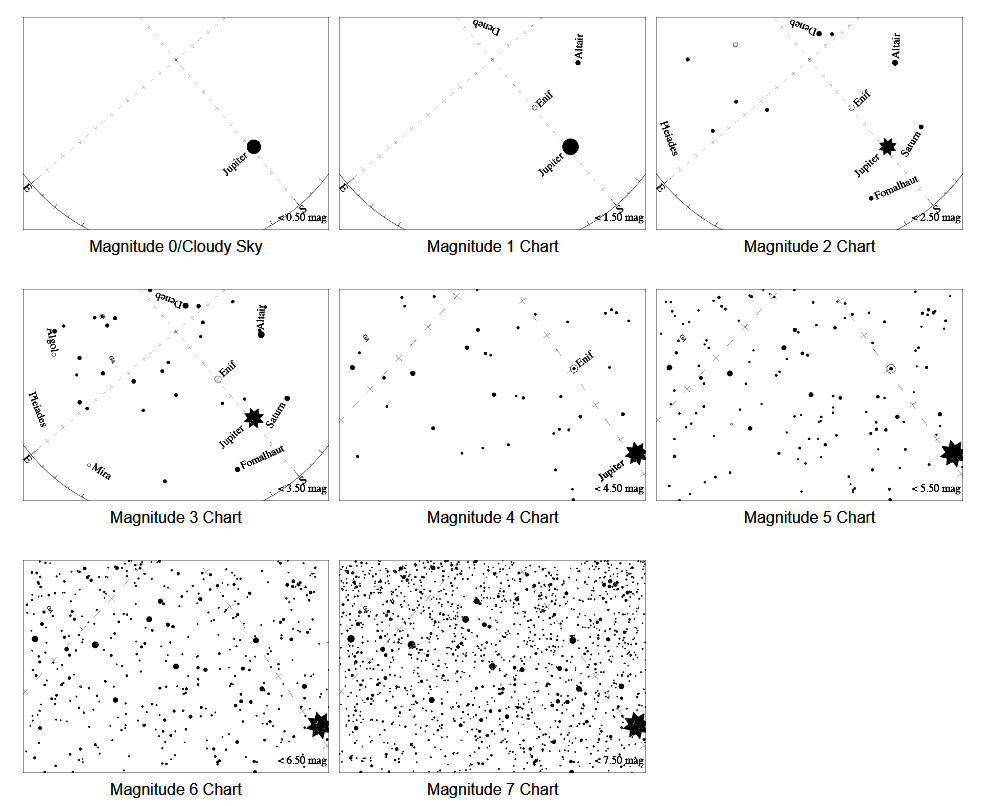 Jupiter
E
S
<0.50 mag
Magnitude 0/Cloudy Sky
Deneb
Altair
Enif
Jupiter
E
S
<1.50 mag
Magnitude 1 Chart
Deneb
Altair
Enif
Pleiades
Saturn
Jupiter
Fomalhaut
E
S
<2.50 mag
Magnitude 2 Chart
Deneb
Altair
Algol
Enif
Pleiades
Saturn
Jupiter
Fomalhaut
Mira
E
S
<3.50 mag
Magnitude 3 Chart
Enif
Jupiter
<4.50 mag
Magnitude 4 Chart
<5.50 mag
Magnitude 5 Chart
<6.50 mag
Magnitude 6 Chart
<7.50 mag
Magnitude 7 Chart